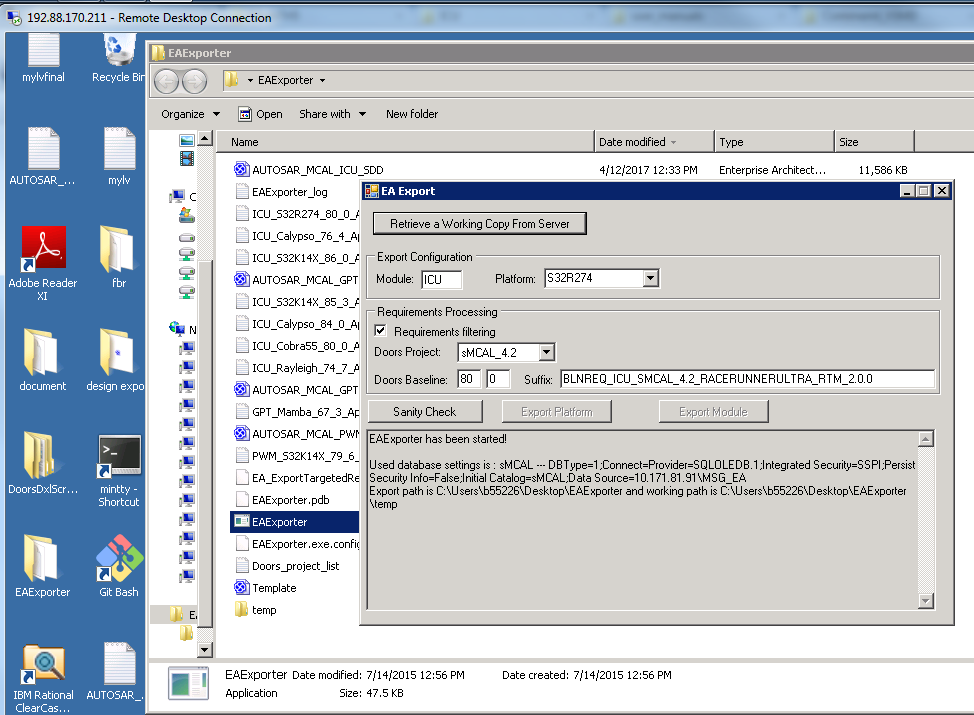 192.88.170.211 - Remote Desktop Connection
mylvfinal
Recycle Bin
AUTOSAR_...
mylv
Adobe Reader
XI
fbr
document
design expo
DoorsDxlScr...
mintty -
Shortcut
EAExporter
Git Bash
IBM Rational
ClearCas...
AUTOSAR_...
EAExporter
EAExporter
Organize
Open
Share with
New folder
Name
Date modified
Type
Size
AUTOSAR_MCAL_ICU_SDD
4/12/2017 12:33 PM
Enterprise Architect...
11,586 KB
EAExporter_log
ICU_S32R274_80_0_A
ICU_Calypso_76_4_Ap
ICU_S32K14X_86_0_A
AUTOSAR_MCAL_GPT
ICU_S32K14X_85_3_A
ICU_Calypso_84_0_Ap
ICU_Cobra55_80_0_A
ICU_Rayleigh_74_7_A
AUTOSAR_MCAL_GPT
GPT_Mamba_67_3_Ap
AUTOSAR_MCAL_PWM
PWM_S32K14X_79_6_
EA_ExportTargetedRe
EAExporter.pdb
EAExporter
EAExporter.exe.config
Doors_project_list
Template
temp
C
N
E
EA Export
Retrieve a Working Copy From Server
Export Configuration
Module:
ICU
Platform:
S32R274
Requirements Processing
Requirements filtering
Doors Project:
sMCAL_4.2
Doors Baseline:
80
0
Suffix:
BLNREQ_ICU_SMCAL_4.2_RACERUNNERULTRA_RTM_2.0.0
Sanity Check
Export Platform
Export Module
EAExporter has been started!
Used database settings is : sMCAL --- DBType=1;Connect=Provider=SQLOLEDB.1;Integrated Security=SSPI;Persist
Security Info=False;Initial Catalog=sMCAL;Data Source=10.171.81.91\MSG_EA
Export path is C:\Users\b55226\Desktop\EAExporter and working path is C:\Users\b55226\Desktop\EAExporter
\temp
EAExporter Date modified: 7/14/2015 12:56 PM
Date created: 7/14/2015 12:56 PM
Application
Size: 47.5 KB